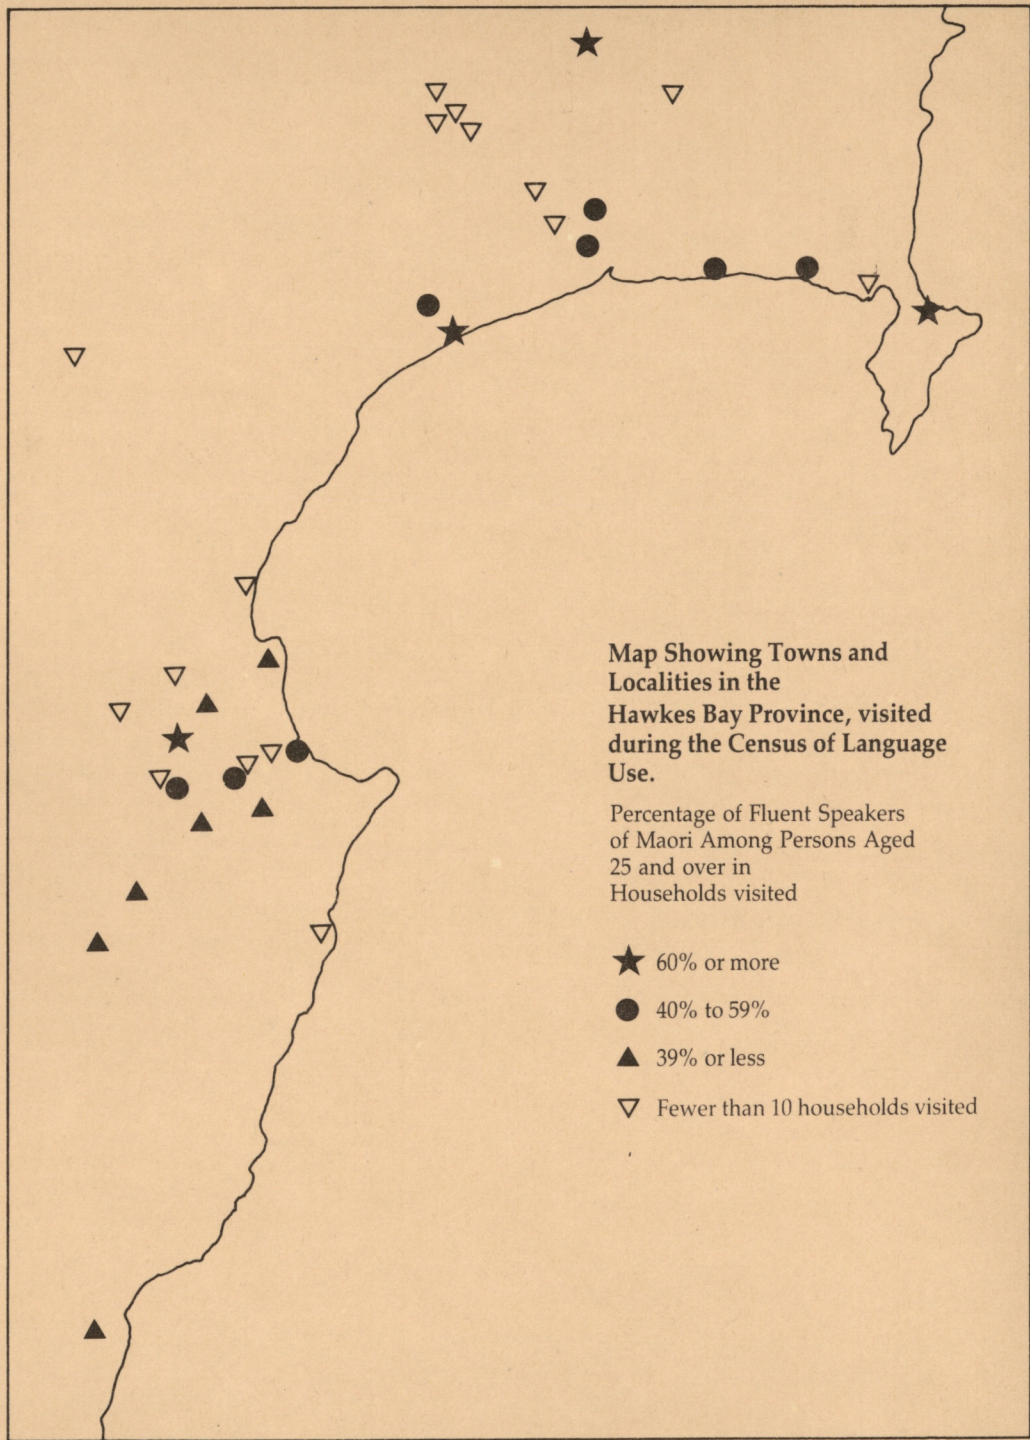 Map Showing Towns and
Localities in the
Hawkes Bay Province, visited
during the Census of Language
Use.
Percentage of Fluent Speakers
of Maori Among Persons Aged
25 and over in
Households visited
60% or more
40% to 59%
39% or less
Fewer than 10 households visited